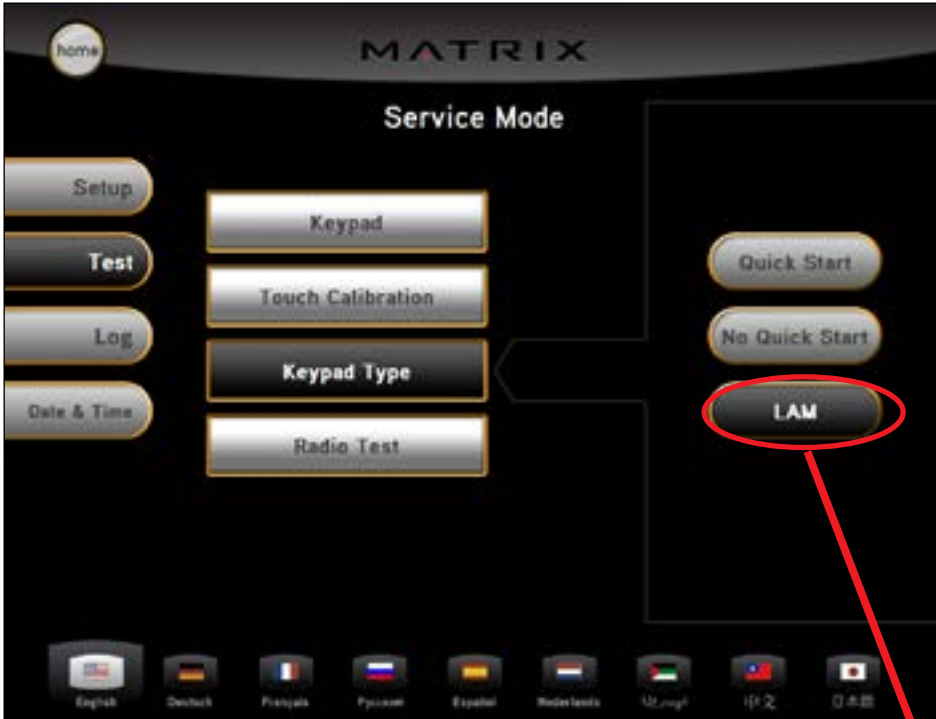 home
MATRIX
Service Mode
Setup
Test
Log
Date & Time
Keypad
Touch Calibration
Keypad Type
Radio Test
Quick Start
No Quick Start
LAM
English
Deutsch
Français
Русский
Español
Nederlands
中文
日本語